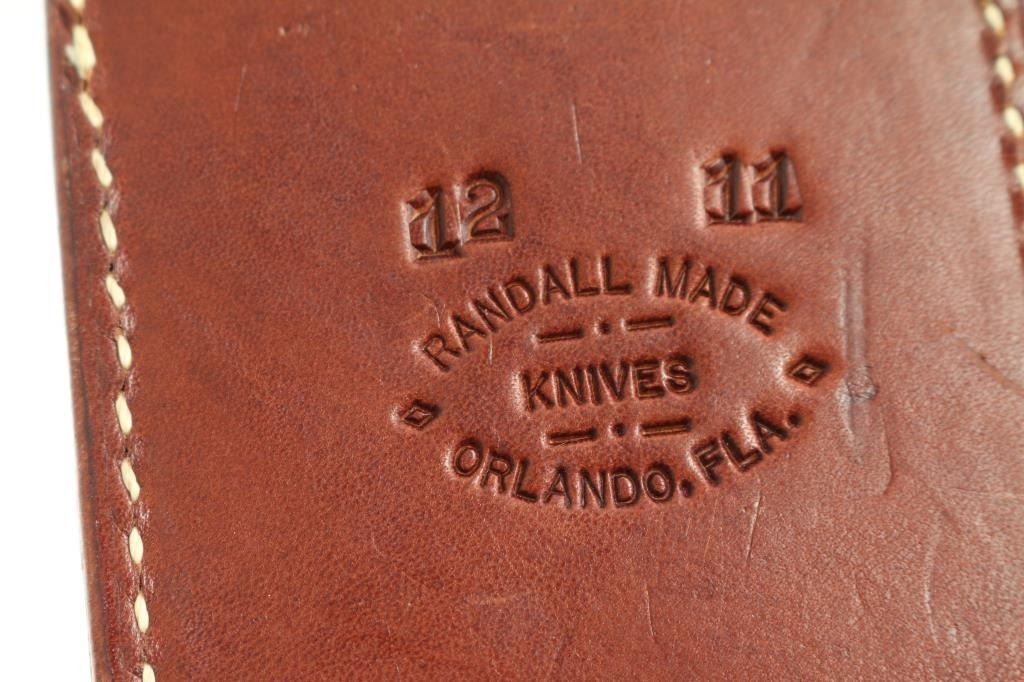 12 11
RANDALL MADE
KNIVES
ORLANDO, FLA.